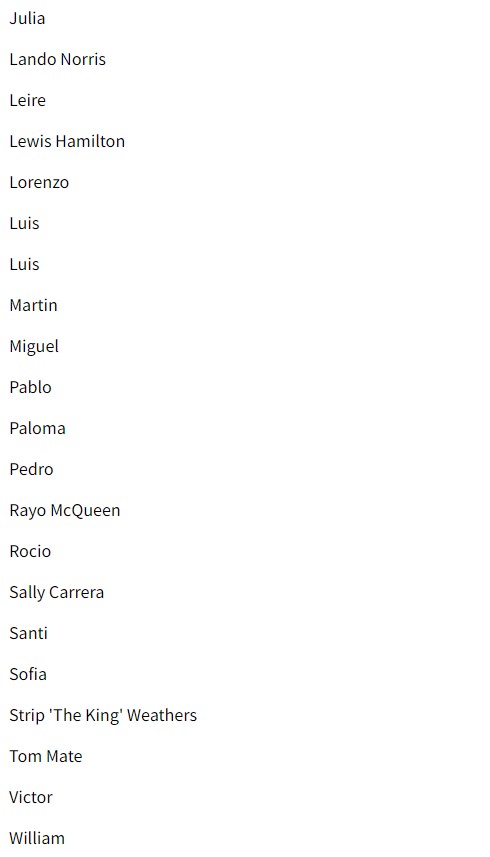 Julia
Lando Norris
Leire
Lewis Hamilton
Lorenzo
Luis
Luis
Martin
Miguel
Pablo
Paloma
Pedro
Rayo McQueen
Rocio
Sally Carrera
Santi
Sofia
Strip 'The King' Weathers
Tom Mate
Victor
William